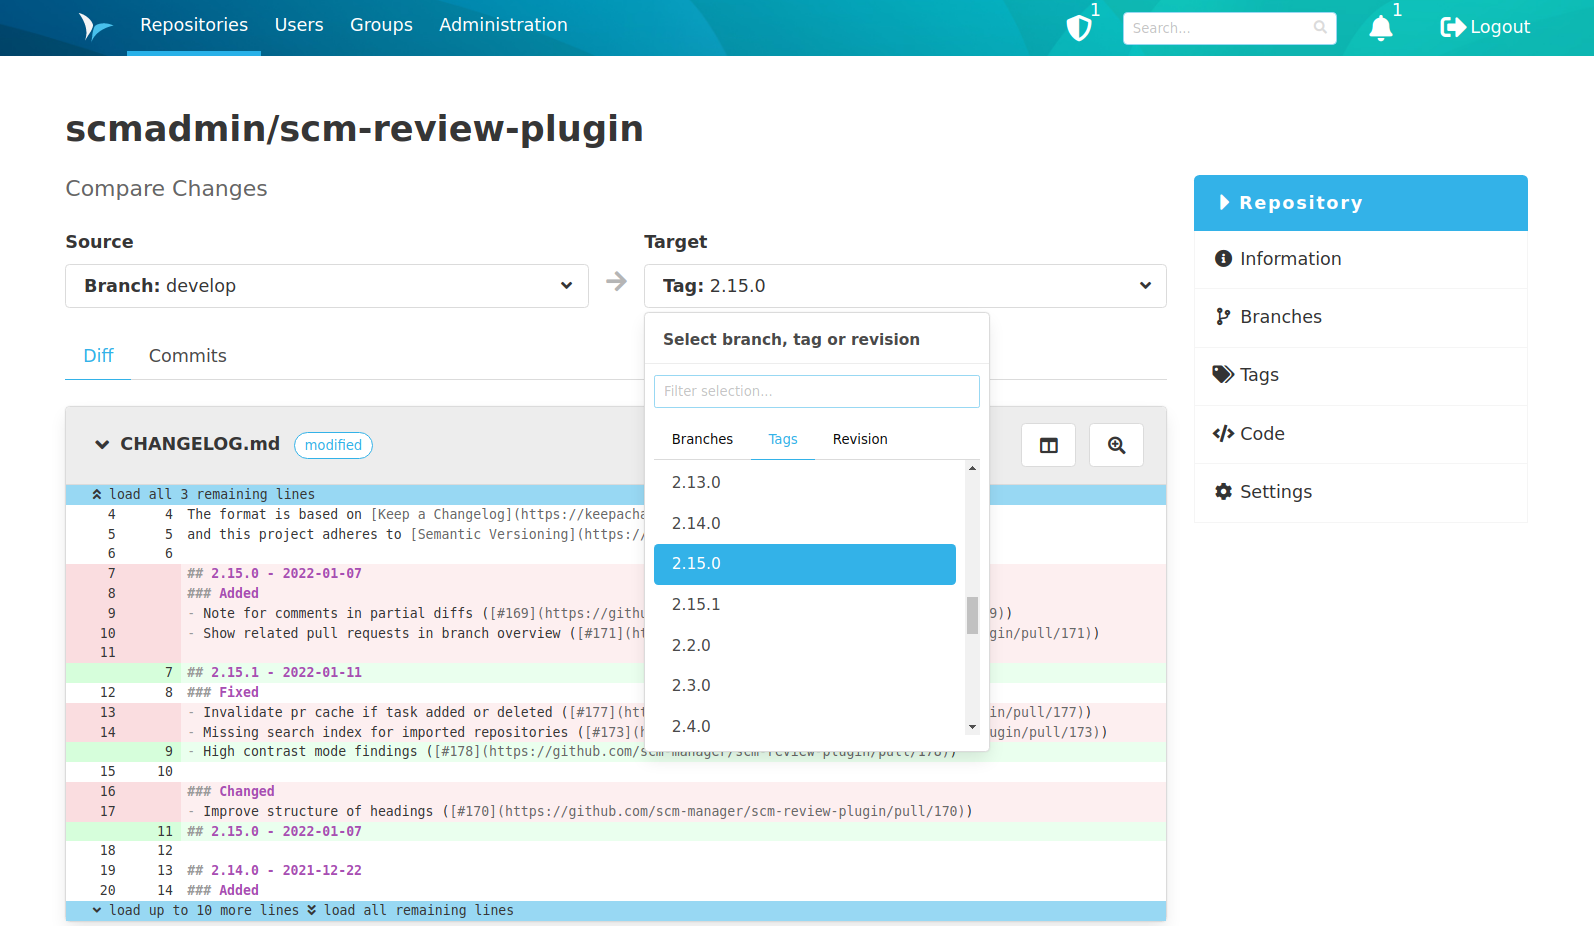 Repositories Users Groups Administration 1 Search... 1 Logout
scmadmin/scm-review-plugin
Compare Changes
Source
Target
Branch: develop
Tag: 2.15.0
Select branch, tag or revision
Filter selection...
Branches Tags Revision
2.13.0
2.14.0
2.15.0
2.15.1
2.2.0
2.3.0
2.4.0
Diff Commits
CHANGELOG.md modified
load all 3 remaining lines
4 4 The format is based on [Keep a Changelog](https://keepacha
5 5 and this project adheres to [Semantic Versioning](https:/
6 6
7 ## 2.15.0 - 2022-01-07
8 ### Added
9 - Note for comments in partial diffs ([#169](https://githu 9))
10 - Show related pull requests in branch overview ([#171](ht gin/pull/171))
11
7 ## 2.15.1 - 2022-01-11
12 8 ### Fixed
13 - Invalidate pr cache if task added or deleted ([#177](htt in/pull/177))
14 - Missing search index for imported repositories ([#173](h ugin/pull/173))
9 - High contrast mode findings ([#178](https://github.com/scm-manager/scm-review-plugin/pull/178))
15 10
16 ### Changed
17 - Improve structure of headings ([#170](https://github.com/scm-manager/scm-review-plugin/pull/170))
11 ## 2.15.0 - 2022-01-07
18 12
19 13 ## 2.14.0 - 2021-12-22
20 14 ### Added
load up to 10 more lines load all remaining lines
Repository
Information
Branches
Tags
Code
Settings